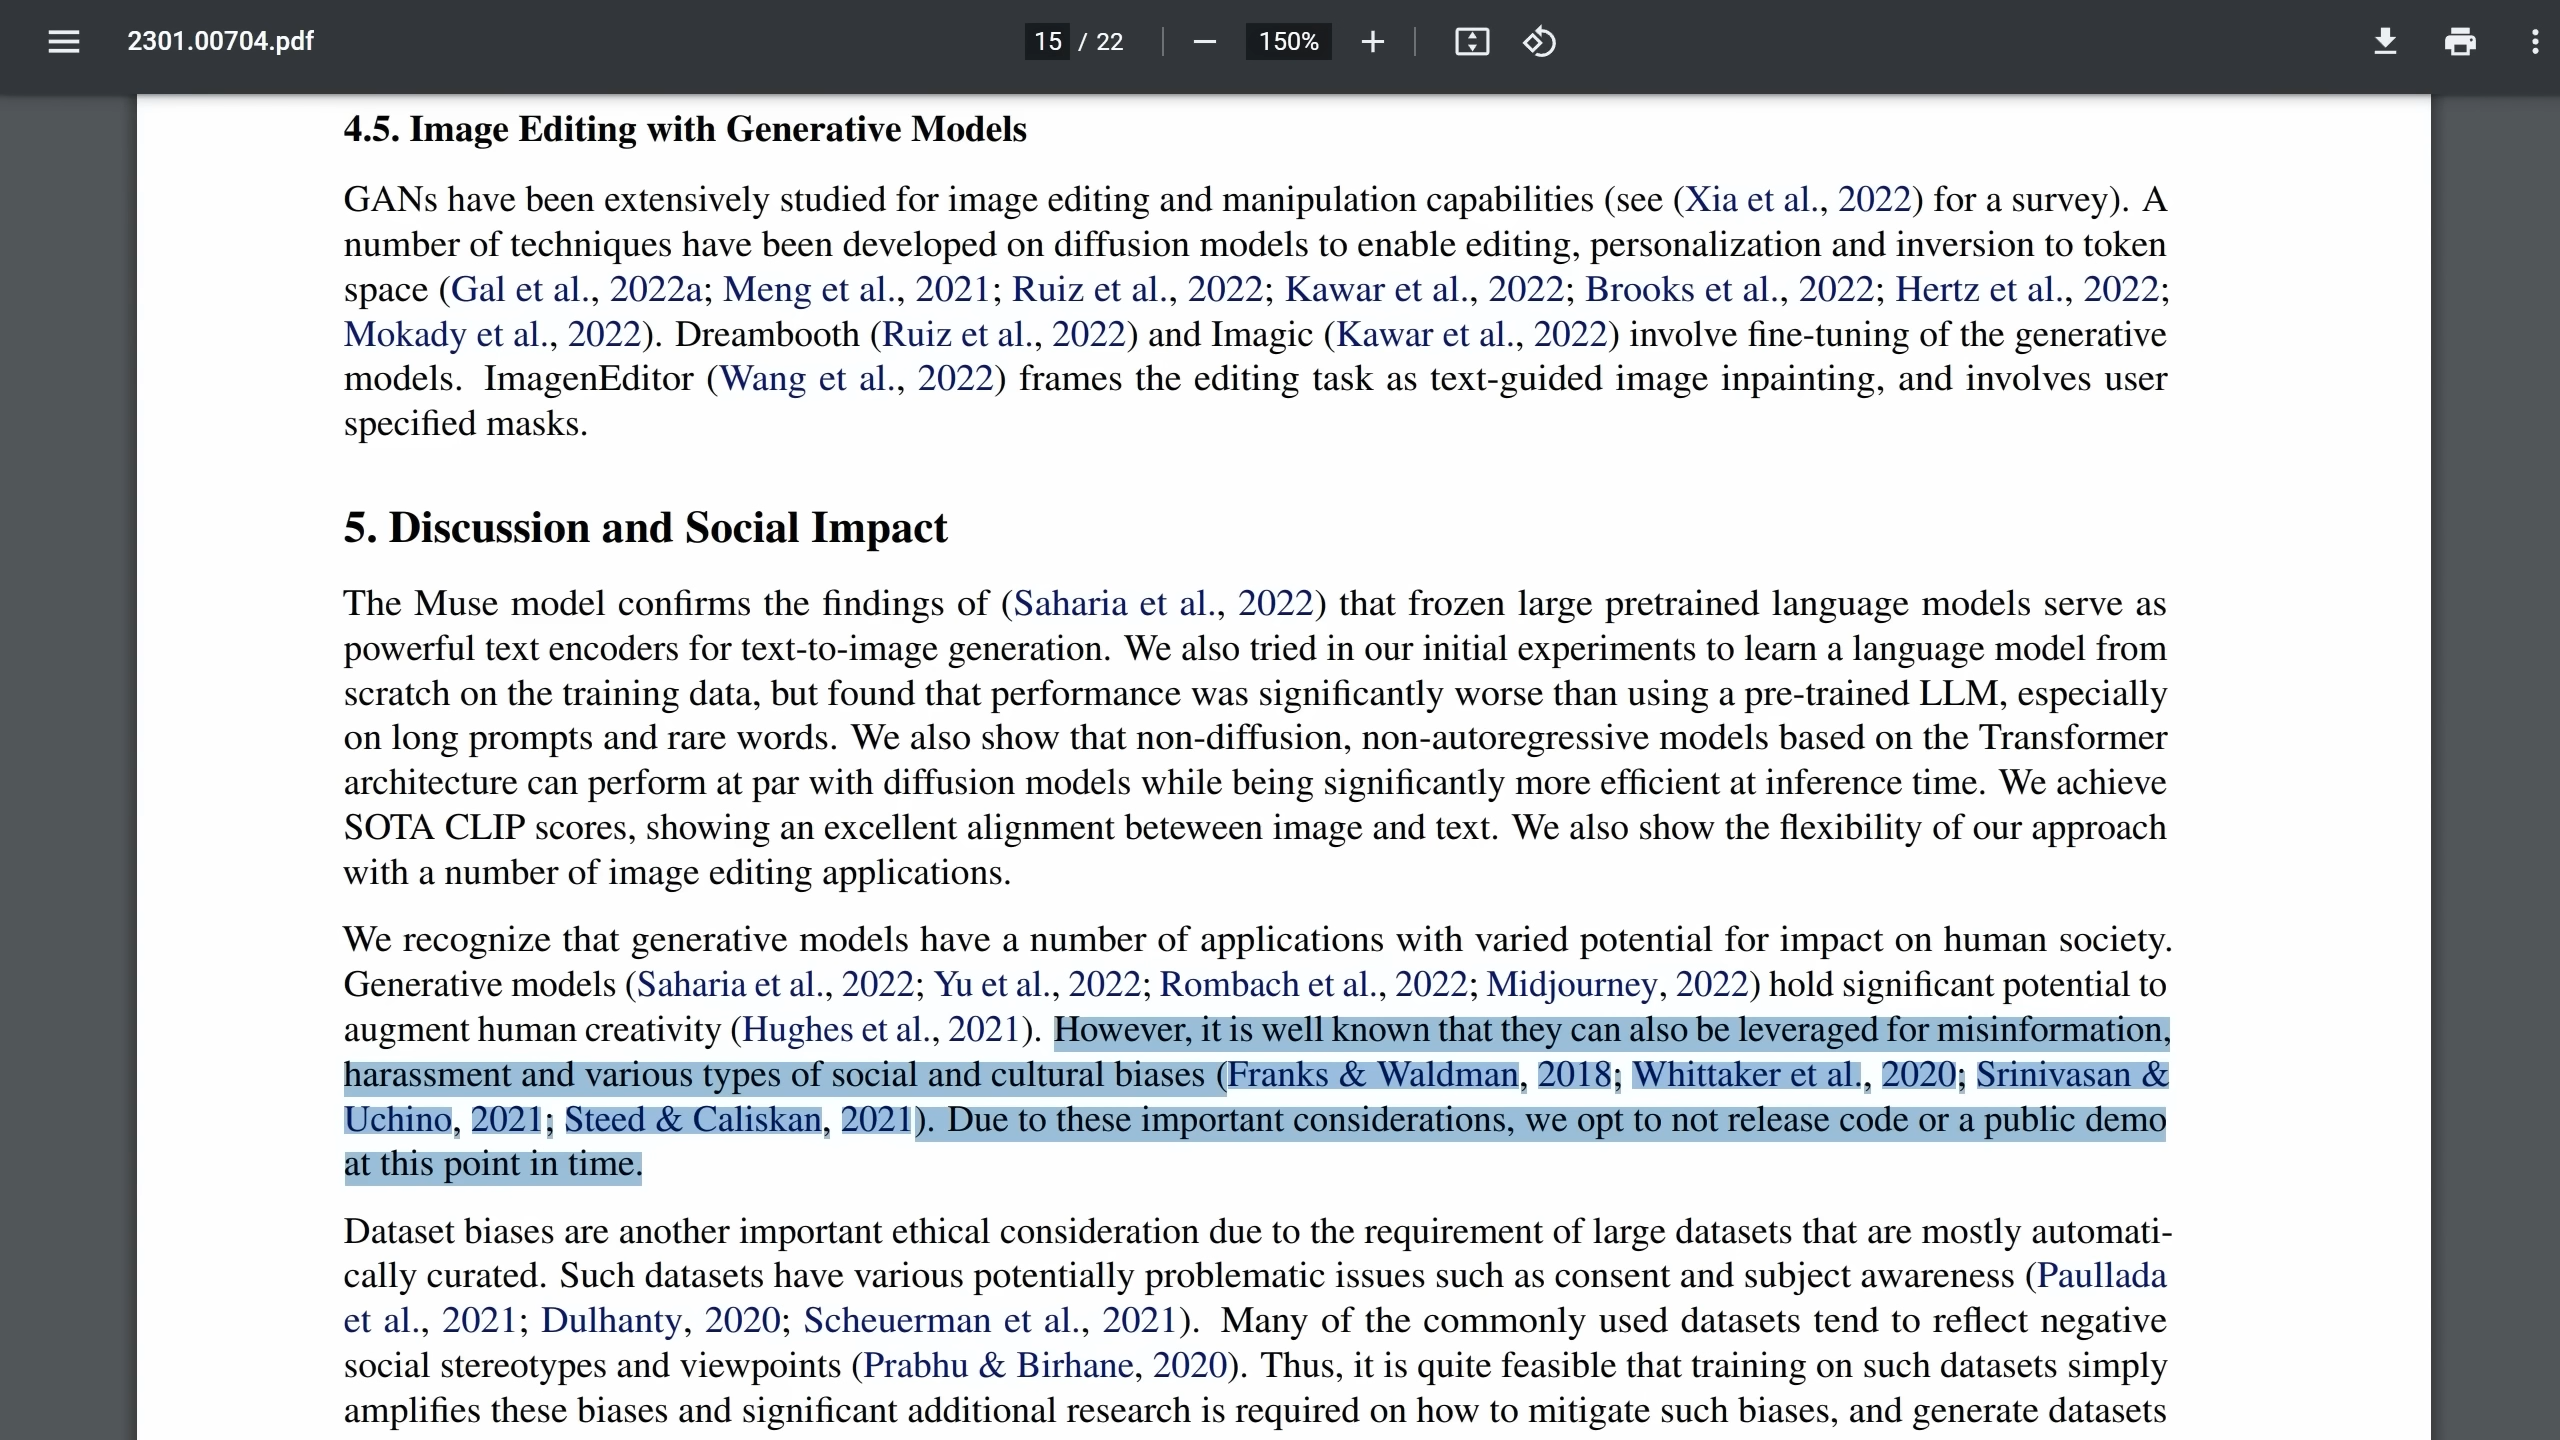 2301.00704.pdf
15 / 22
150%
4.5. Image Editing with Generative Models
GANs have been extensively studied for image editing and manipulation capabilities (see (Xia et al., 2022) for a survey). A
number of techniques have been developed on diffusion models to enable editing, personalization and inversion to token
space (Gal et al., 2022a; Meng et al., 2021; Ruiz et al., 2022; Kawar et al., 2022; Brooks et al., 2022; Hertz et al., 2022;
Mokady et al., 2022). Dreambooth (Ruiz et al., 2022) and Imagic (Kawar et al., 2022) involve fine-tuning of the generative
models. ImagenEditor (Wang et al., 2022) frames the editing task as text-guided image inpainting, and involves user
specified masks.
5. Discussion and Social Impact
The Muse model confirms the findings of (Saharia et al., 2022) that frozen large pretrained language models serve as
powerful text encoders for text-to-image generation. We also tried in our initial experiments to learn a language model from
scratch on the training data, but found that performance was significantly worse than using a pre-trained LLM, especially
on long prompts and rare words. We also show that non-diffusion, non-autoregressive models based on the Transformer
architecture can perform at par with diffusion models while being significantly more efficient at inference time. We achieve
SOTA CLIP scores, showing an excellent alignment beteween image and text. We also show the flexibility of our approach
with a number of image editing applications.
We recognize that generative models have a number of applications with varied potential for impact on human society.
Generative models (Saharia et al., 2022; Yu et al., 2022; Rombach et al., 2022; Midjourney, 2022) hold significant potential to
augment human creativity (Hughes et al., 2021). However, it is well known that they can also be leveraged for misinformation,
harassment and various types of social and cultural biases (Franks & Waldman, 2018; Whittaker et al., 2020; Srinivasan &
Uchino, 2021; Steed & Caliskan, 2021). Due to these important considerations, we opt to not release code or a public demo
at this point in time.
Dataset biases are another important ethical consideration due to the requirement of large datasets that are mostly automati-
cally curated. Such datasets have various potentially problematic issues such as consent and subject awareness (Paullada
et al., 2021; Dulhanty, 2020; Scheuerman et al., 2021). Many of the commonly used datasets tend to reflect negative
social stereotypes and viewpoints (Prabhu & Birhane, 2020). Thus, it is quite feasible that training on such datasets simply
amplifies these biases and significant additional research is required on how to mitigate such biases, and generate datasets